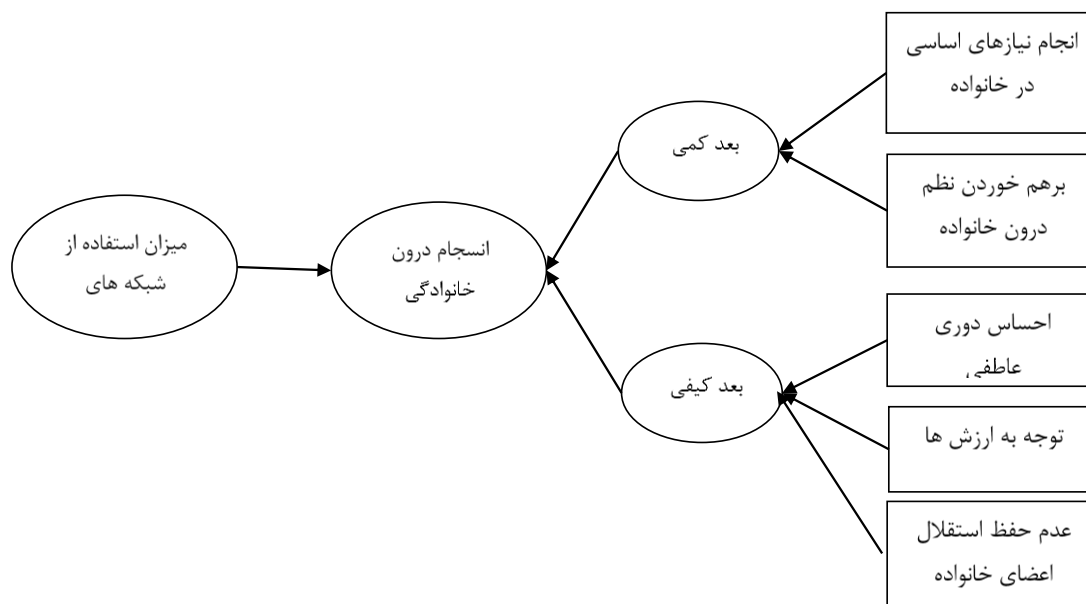 انجام نیازهای اساسی
در خانواده
بعد کمی
برهم خوردن نظم
درون خانواده
میزان استفاده از
شبکه های
انسجام درون
خانوادگی
احساس دوری
عاطفی
بعد کیفی
توجه به ارزش ها
عدم حفظ استقلال
اعضای خانواده